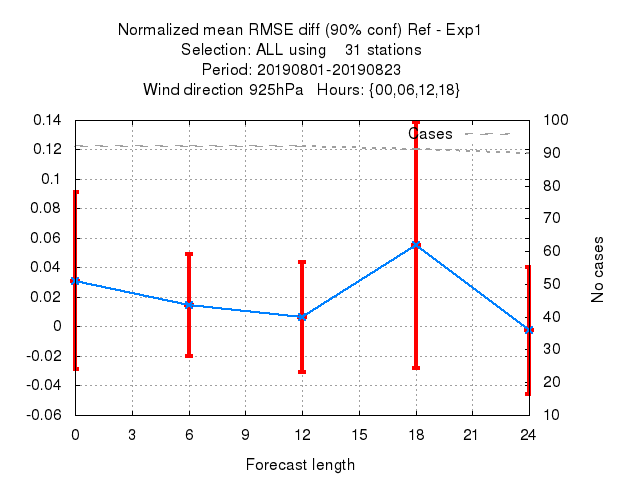 Normalized mean RMSE diff (90% conf) Ref - Exp1
Selection: ALL using    31 stations
Period: 20190801-20190823
Wind direction 925hPa   Hours: {00,06,12,18}
Cases
0.14
0.12
0.1
0.08
0.06
0.04
0.02
0
-0.02
-0.04
-0.06
100
90
80
70
60
50
40
30
20
10
No cases
0 3 6 9 12 15 18 21 24
Forecast length